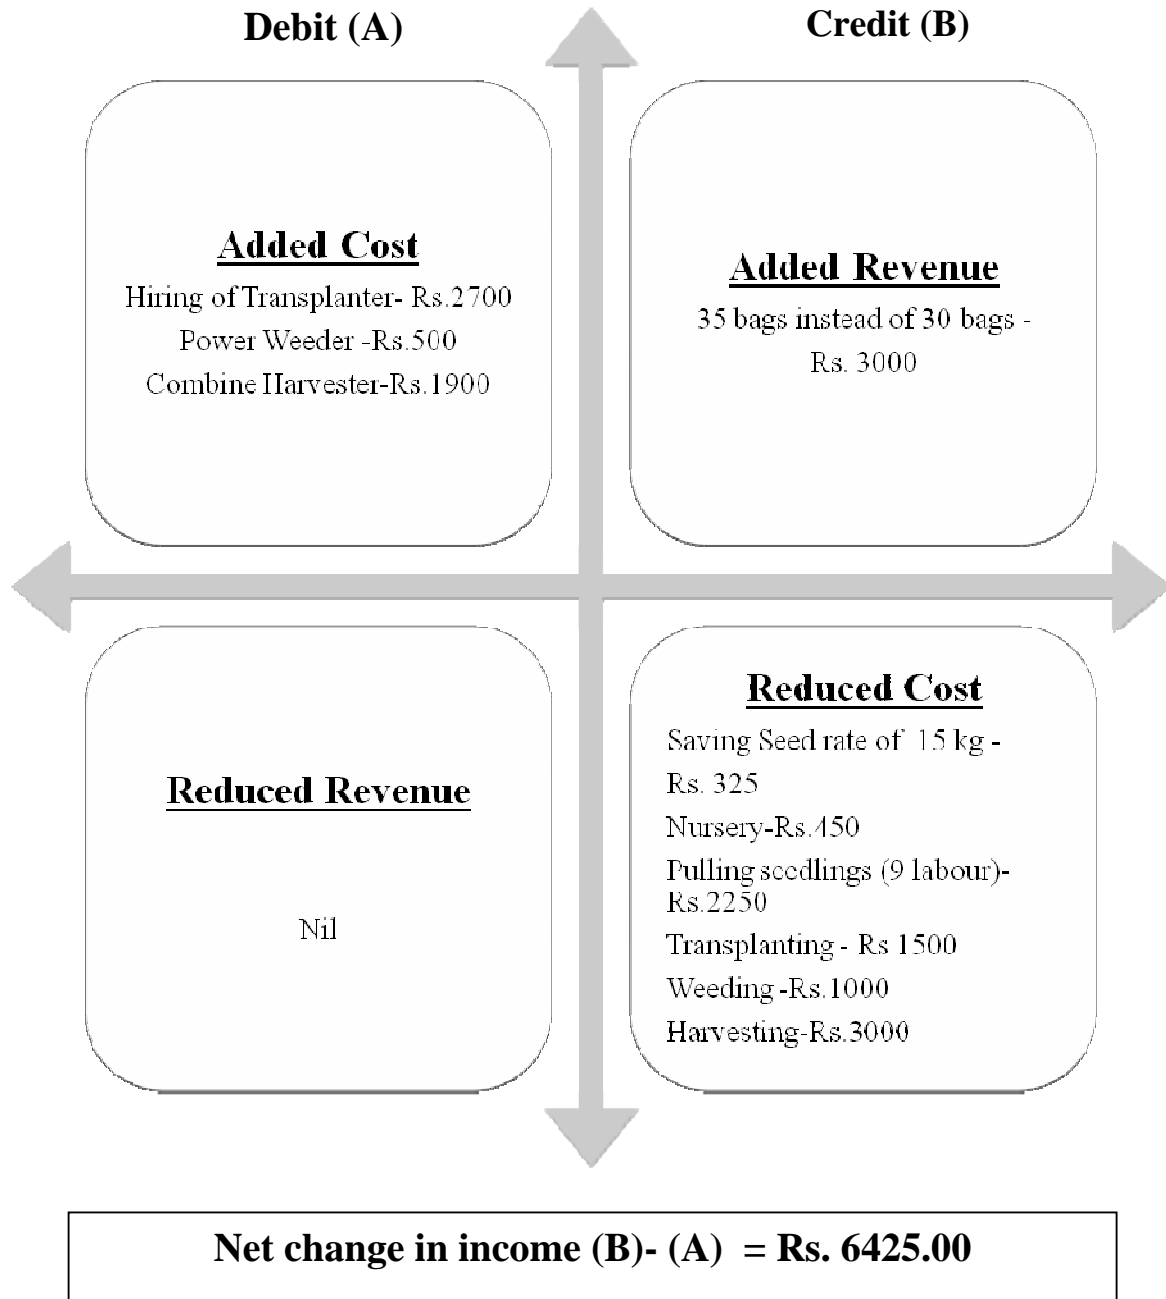 Debit (A)
Credit (B)
Added Cost
Hiring of Transplanter- Rs.2700
Power Weeder -Rs.500
Combine Harvester-Rs.1900
Added Revenue
35 bags instead of 30 bags -
Rs. 3000
Reduced Revenue
Nil
Reduced Cost
Saving Seed rate of 15 kg -
Rs. 325
Nursery-Rs.450
Pulling seedlings (9 labour)-
Rs.2250
Transplanting - Rs 1500
Weeding -Rs.1000
Harvesting-Rs.3000
Net change in income (B)- (A) = Rs. 6425.00